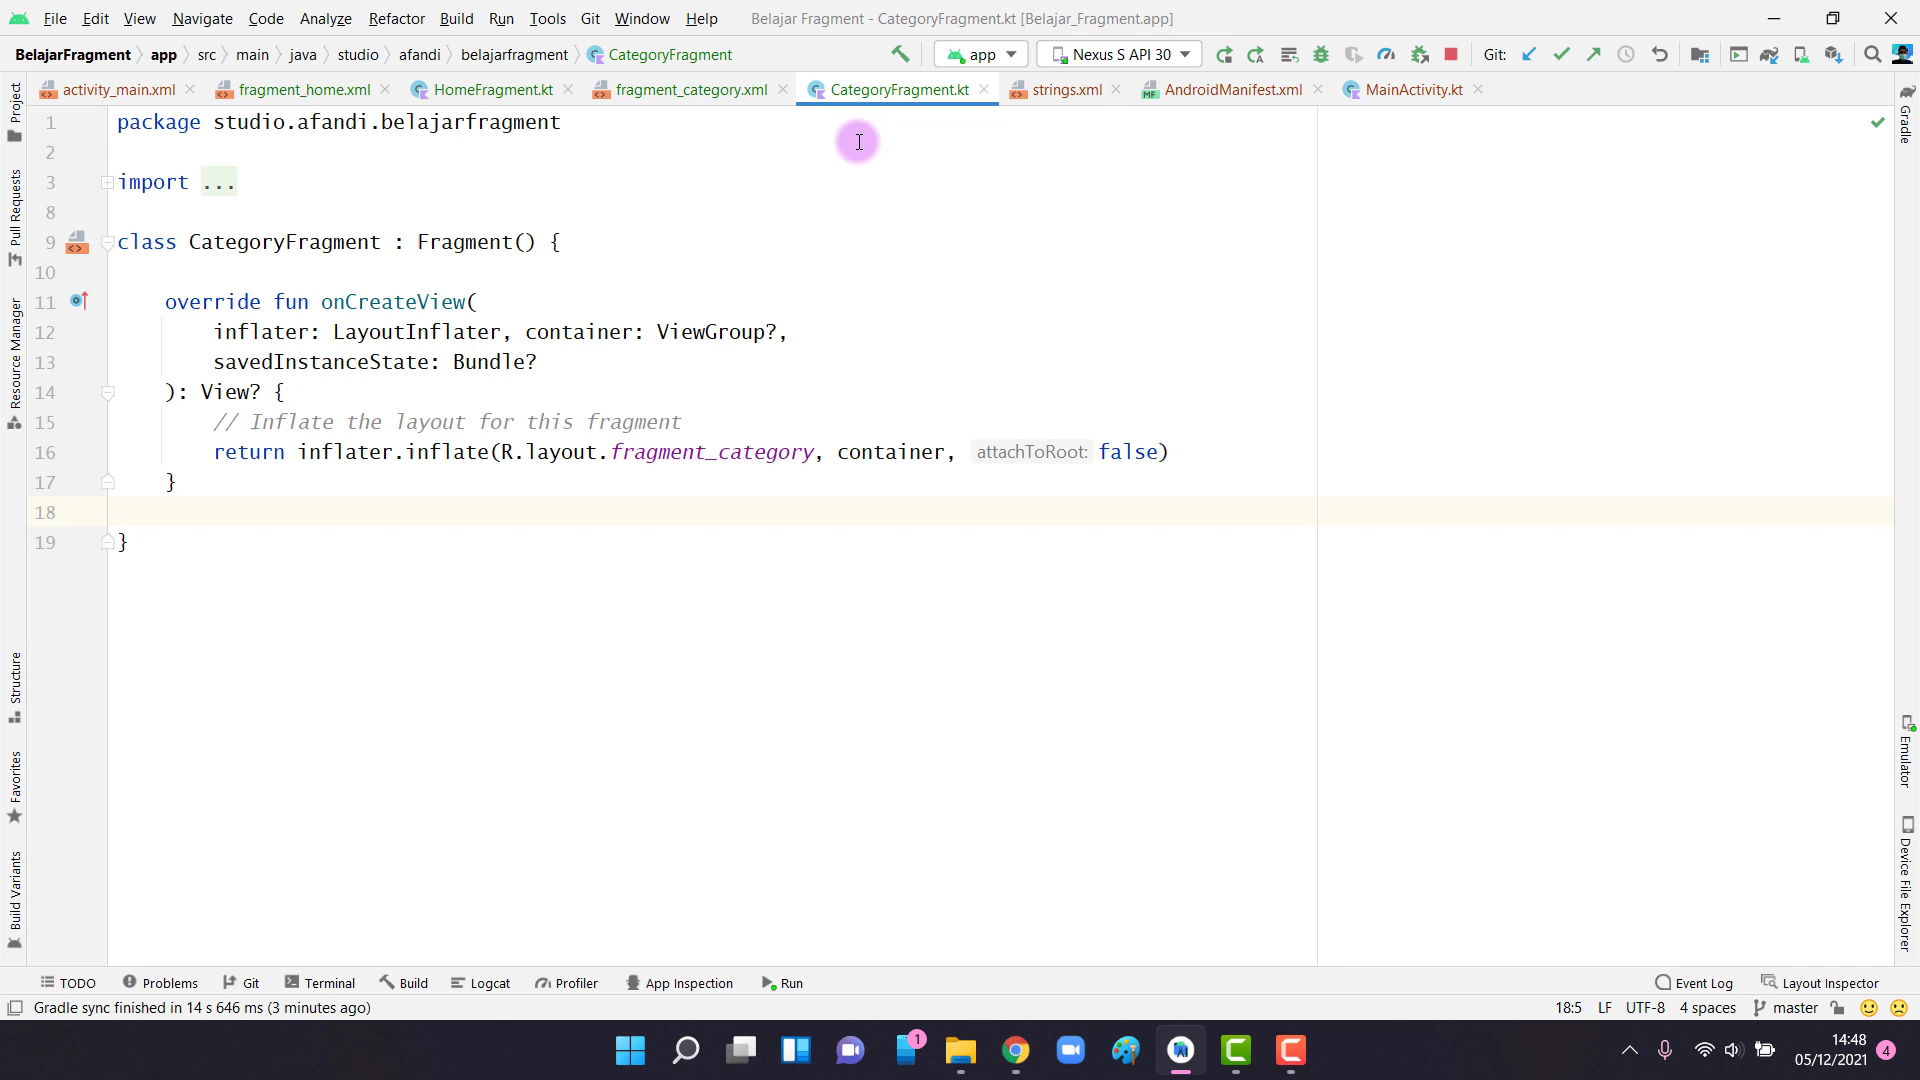 File Edit View Navigate Code Analyze Refactor Build Run Tools Git Window Help Belajar Fragment - CategoryFragment.kt [Belajar_Fragment.app]
BelajarFragment app src main java studio afandi belajarfragment CategoryFragment app Nexus S API 30 Git:
activity_main.xml fragment_home.xml HomeFragment.kt fragment_category.xml CategoryFragment.kt strings.xml AndroidManifest.xml MainActivity.kt
1 package studio.afandi.belajarfragment
2
3 import ...
8
9 class CategoryFragment : Fragment() {
10
11 override fun onCreateView(
12 inflater: LayoutInflater, container: ViewGroup?,
13 savedInstanceState: Bundle?
14 ): View? {
15 // Inflate the layout for this fragment
16 return inflater.inflate(R.layout.fragment_category, container, attachToRoot: false)
17 }
18
19 }
Project
Pull Requests
Resource Manager
Structure
Favorites
Build Variants
Gradle
Emulator
Device File Explorer
TODO Problems Git Terminal Build Logcat Profiler App Inspection Run Event Log Layout Inspector
Gradle sync finished in 14 s 646 ms (3 minutes ago) 18:5 LF UTF-8 4 spaces master
1
14:48
05/12/2021
4